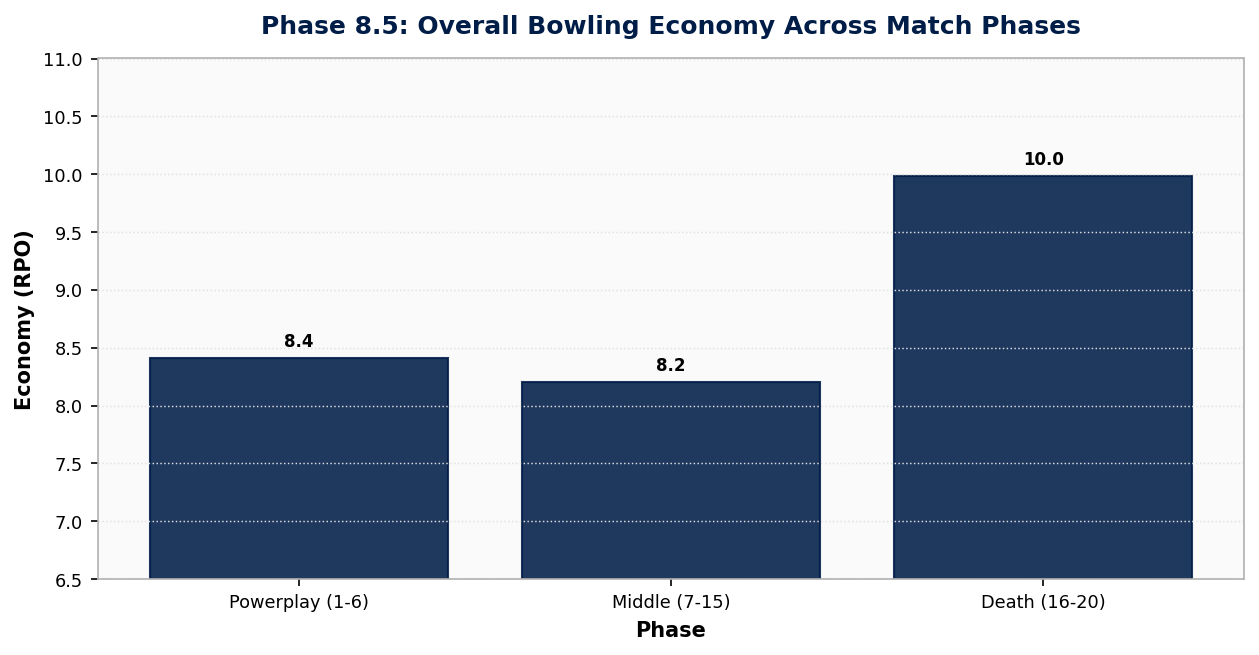 Phase 8.5: Overall Bowling Economy Across Match Phases
Economy (RPO)
11.0
10.5
10.0
9.5
9.0
8.5
8.0
7.5
7.0
6.5
8.4
8.2
10.0
Powerplay (1-6)
Middle (7-15)
Death (16-20)
Phase